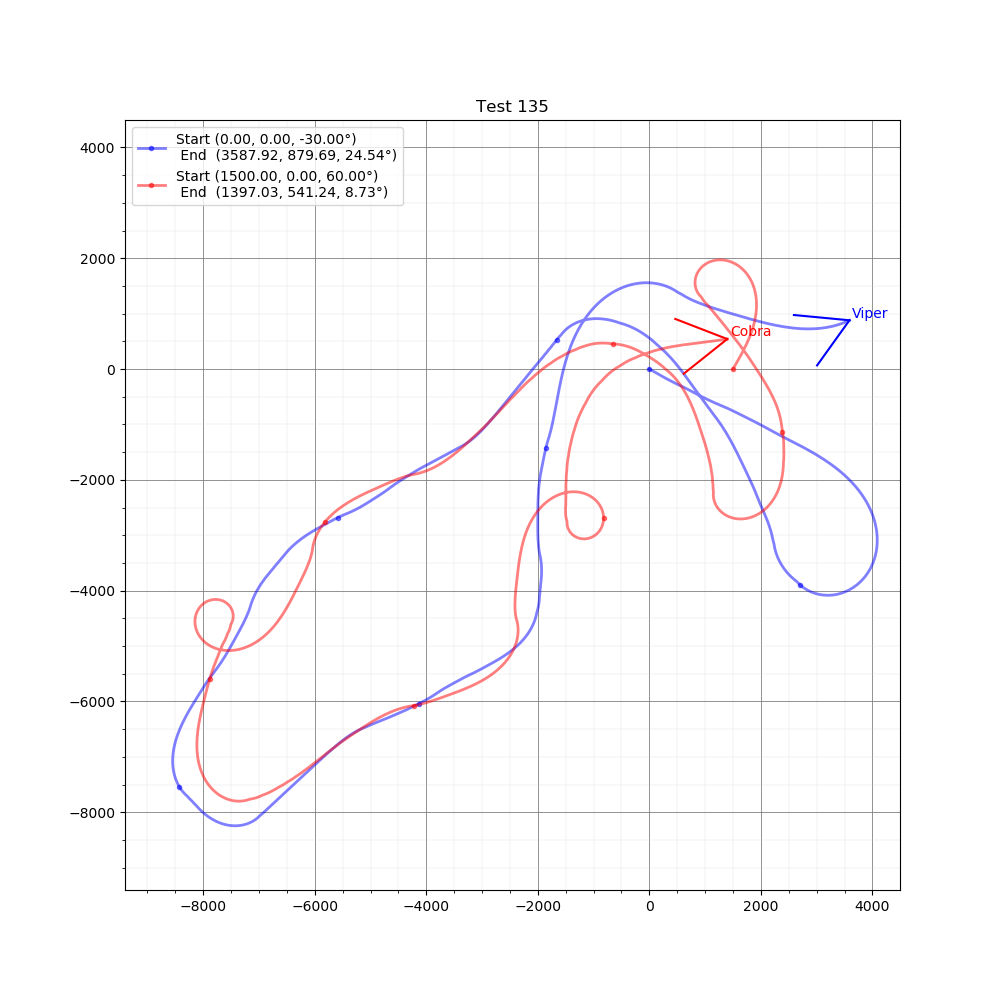 Test 135
Start (0.00, 0.00, -30.00°)
End  (3587.92, 879.69, 24.54°)
Start (1500.00, 0.00, 60.00°)
End  (1397.03, 541.24, 8.73°)
Viper
Cobra
4000
2000
0
−2000
−4000
−6000
−8000
−8000 −6000 −4000 −2000 0 2000 4000